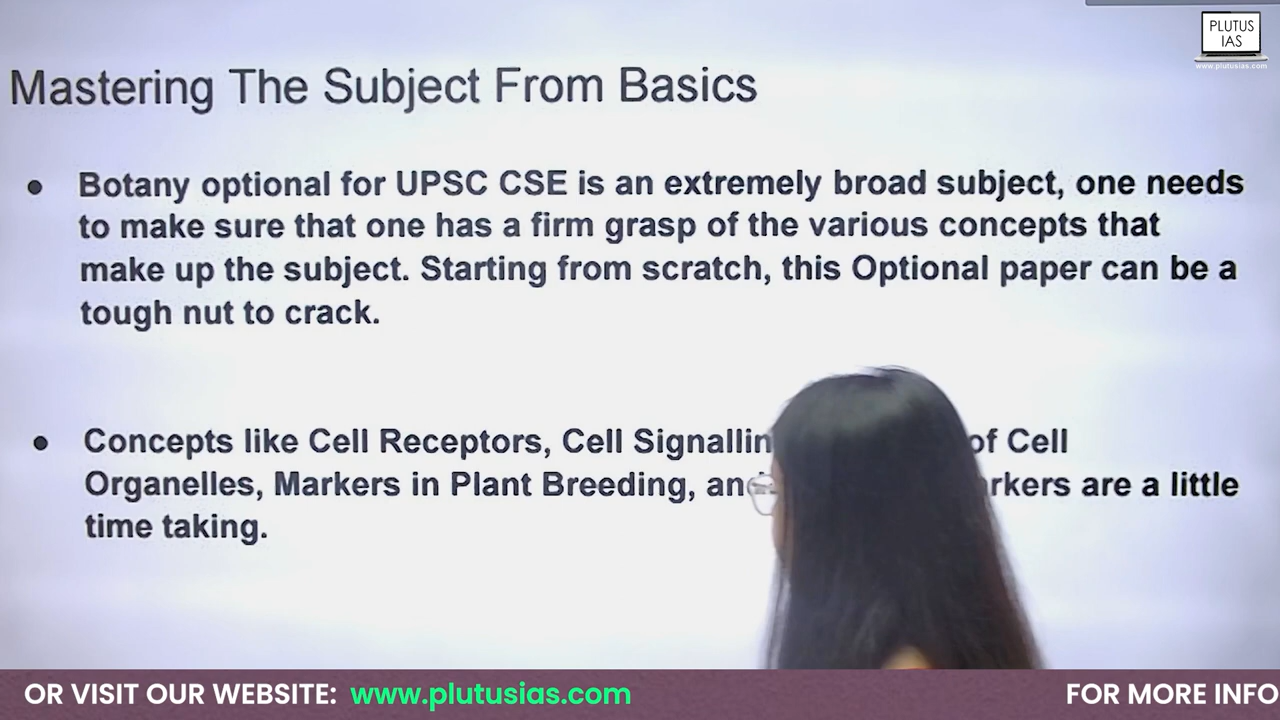 PLUTUS
IAS
www.plutusias.com
Mastering The Subject From Basics
• Botany optional for UPSC CSE is an extremely broad subject, one needs
to make sure that one has a firm grasp of the various concepts that
make up the subject. Starting from scratch, this Optional paper can be a
tough nut to crack.
• Concepts like Cell Receptors, Cell of Cell
Organelles, Markers in Plant Breeding, are a little
time taking.
OR VISIT OUR WEBSITE: www.plutusias.com FOR MORE INFO